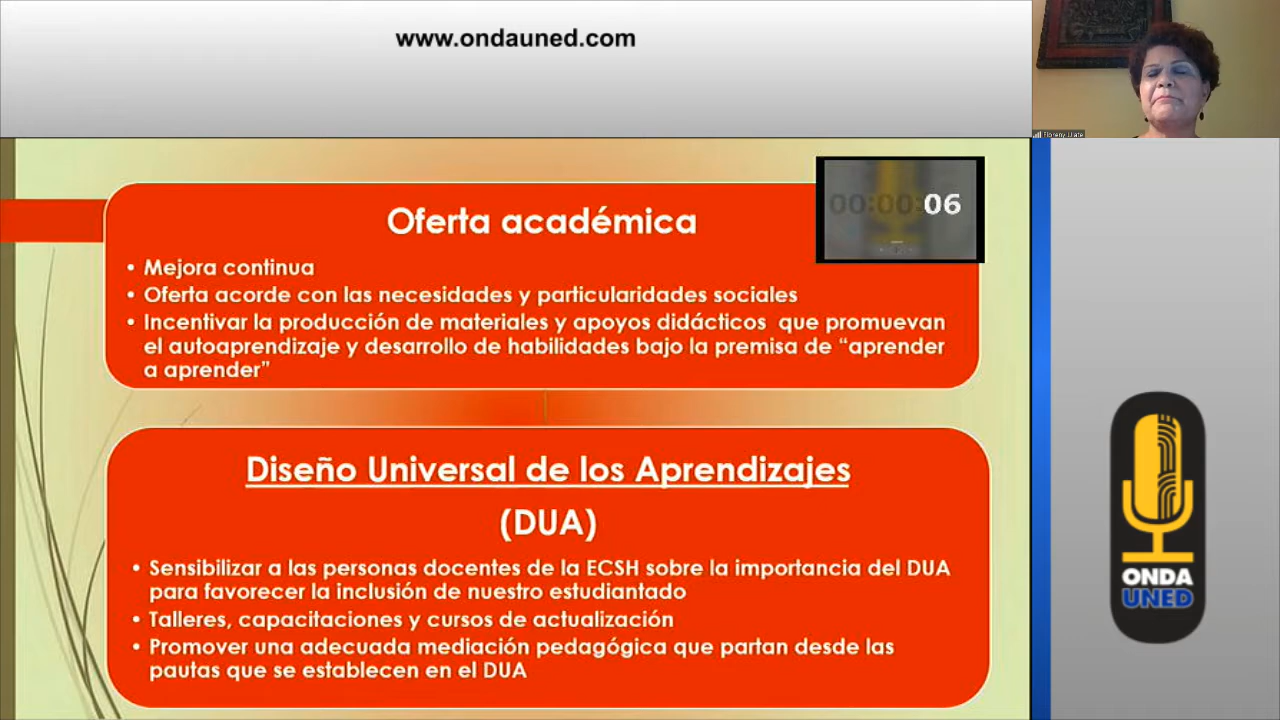 www.ondauned.com
Floreny Ulate
00:00:06
Oferta académica
• Mejora continua
• Oferta acorde con las necesidades y particularidades sociales
• Incentivar la producción de materiales y apoyos didácticos que promuevan
el autoaprendizaje y desarrollo de habilidades bajo la premisa de “aprender
a aprender”
Diseño Universal de los Aprendizajes
(DUA)
• Sensibilizar a las personas docentes de la ECSH sobre la importancia del DUA
para favorecer la inclusión de nuestro estudiantado
• Talleres, capacitaciones y cursos de actualización
• Promover una adecuada mediación pedagógica que partan desde las
pautas que se establecen en el DUA
ONDA
UNED